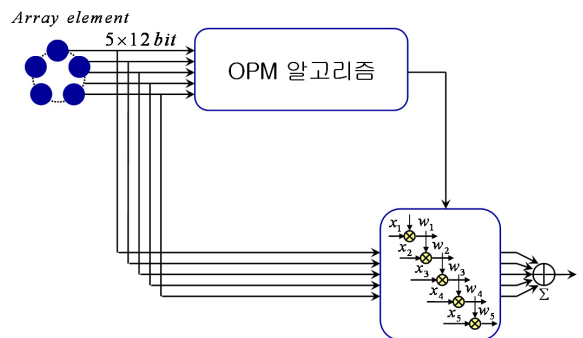 Array element
5×12 bit
OPM 알고리즘
x1 w1
x2 w2
x3 w3
x4 w4
x5 w5
Σ